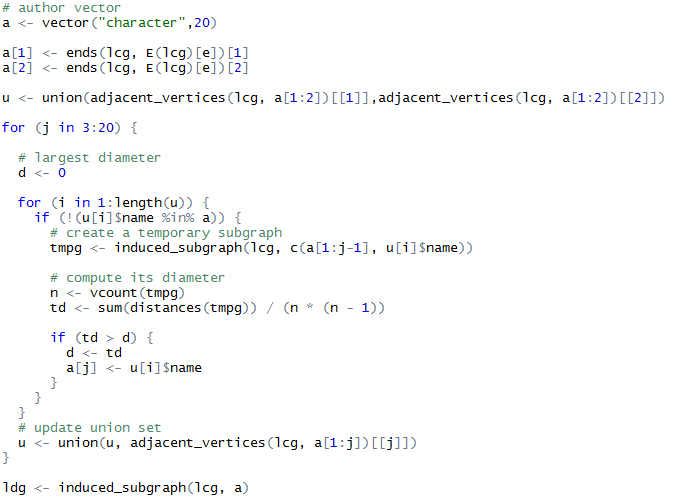 # author vector
a <- vector("character",20)

a[1] <- ends(lcg, E(lcg)[e])[1]
a[2] <- ends(lcg, E(lcg)[e])[2]

u <- union(adjacent_vertices(lcg, a[1:2])[[1]],adjacent_vertices(lcg, a[1:2])[[2]])

for (j in 3:20) {

  # largest diameter
  d <- 0

  for (i in 1:length(u)) {
    if (!(u[i]$name %in% a)) {
      # create a temporary subgraph
      tmpg <- induced_subgraph(lcg, c(a[1:j-1], u[i]$name))

      # compute its diameter
      n <- vcount(tmpg)
      td <- sum(distances(tmpg)) / (n * (n - 1))

      if (td > d) {
        d <- td
        a[j] <- u[i]$name
      }
    }
  }
  # update union set
  u <- union(u, adjacent_vertices(lcg, a[1:j])[[j]])
}

ldg <- induced_subgraph(lcg, a)